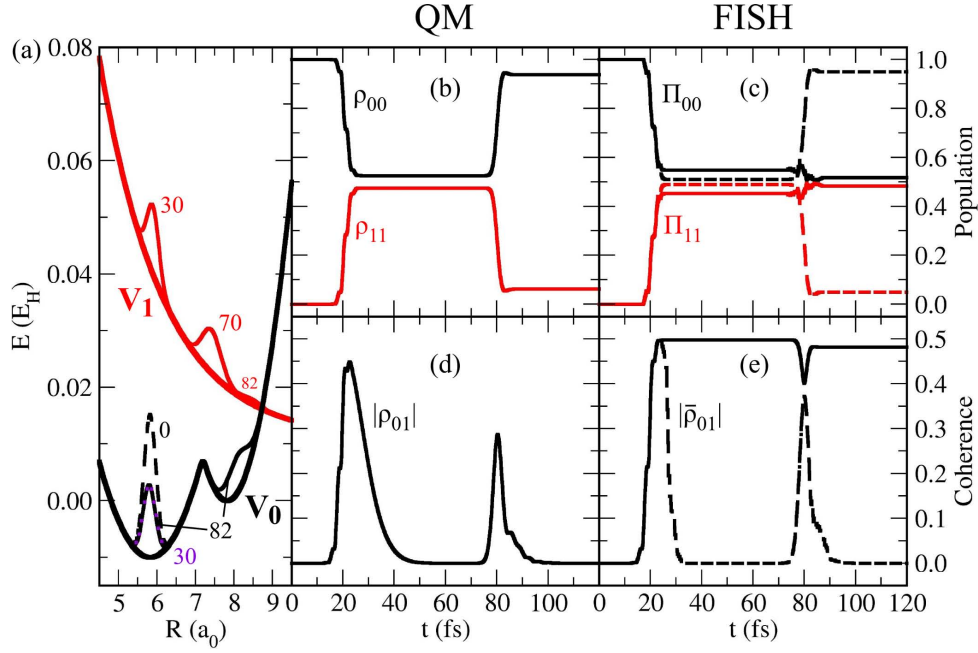 QM FISH
(a)
0.08
0.06
0.04
0.02
0.00
E (E_H)
30
V_1
70
82
0
V_0
82
30
5 6 7 8 9
R (a_0)
(b)
ρ_00
ρ_11
(c)
Π_00
Π_11
1.0
0.8
0.6
0.4
0.2
0.0
Population
(d)
|ρ_01|
0 20 40 60 80 100
t (fs)
(e)
|ρ̄_01|
0.5
0.4
0.3
0.2
0.1
0.0
Coherence
0 20 40 60 80 100 120
t (fs)